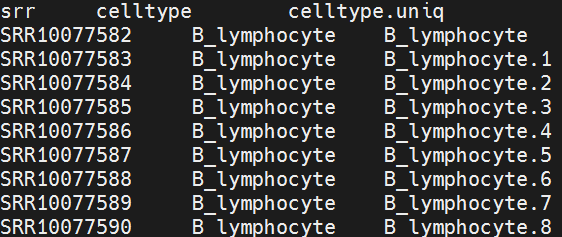 srr celltype celltype.uniq
SRR10077582 B_lymphocyte B_lymphocyte
SRR10077583 B_lymphocyte B_lymphocyte.1
SRR10077584 B_lymphocyte B_lymphocyte.2
SRR10077585 B_lymphocyte B_lymphocyte.3
SRR10077586 B_lymphocyte B_lymphocyte.4
SRR10077587 B_lymphocyte B_lymphocyte.5
SRR10077588 B_lymphocyte B_lymphocyte.6
SRR10077589 B_lymphocyte B_lymphocyte.7
SRR10077590 B_lymphocyte B_lymphocyte.8